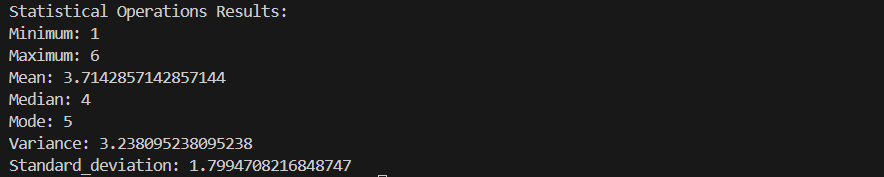 Statistical Operations Results:
Minimum: 1
Maximum: 6
Mean: 3.7142857142857144
Median: 4
Mode: 5
Variance: 3.238095238095238
Standard_deviation: 1.7994708216848747